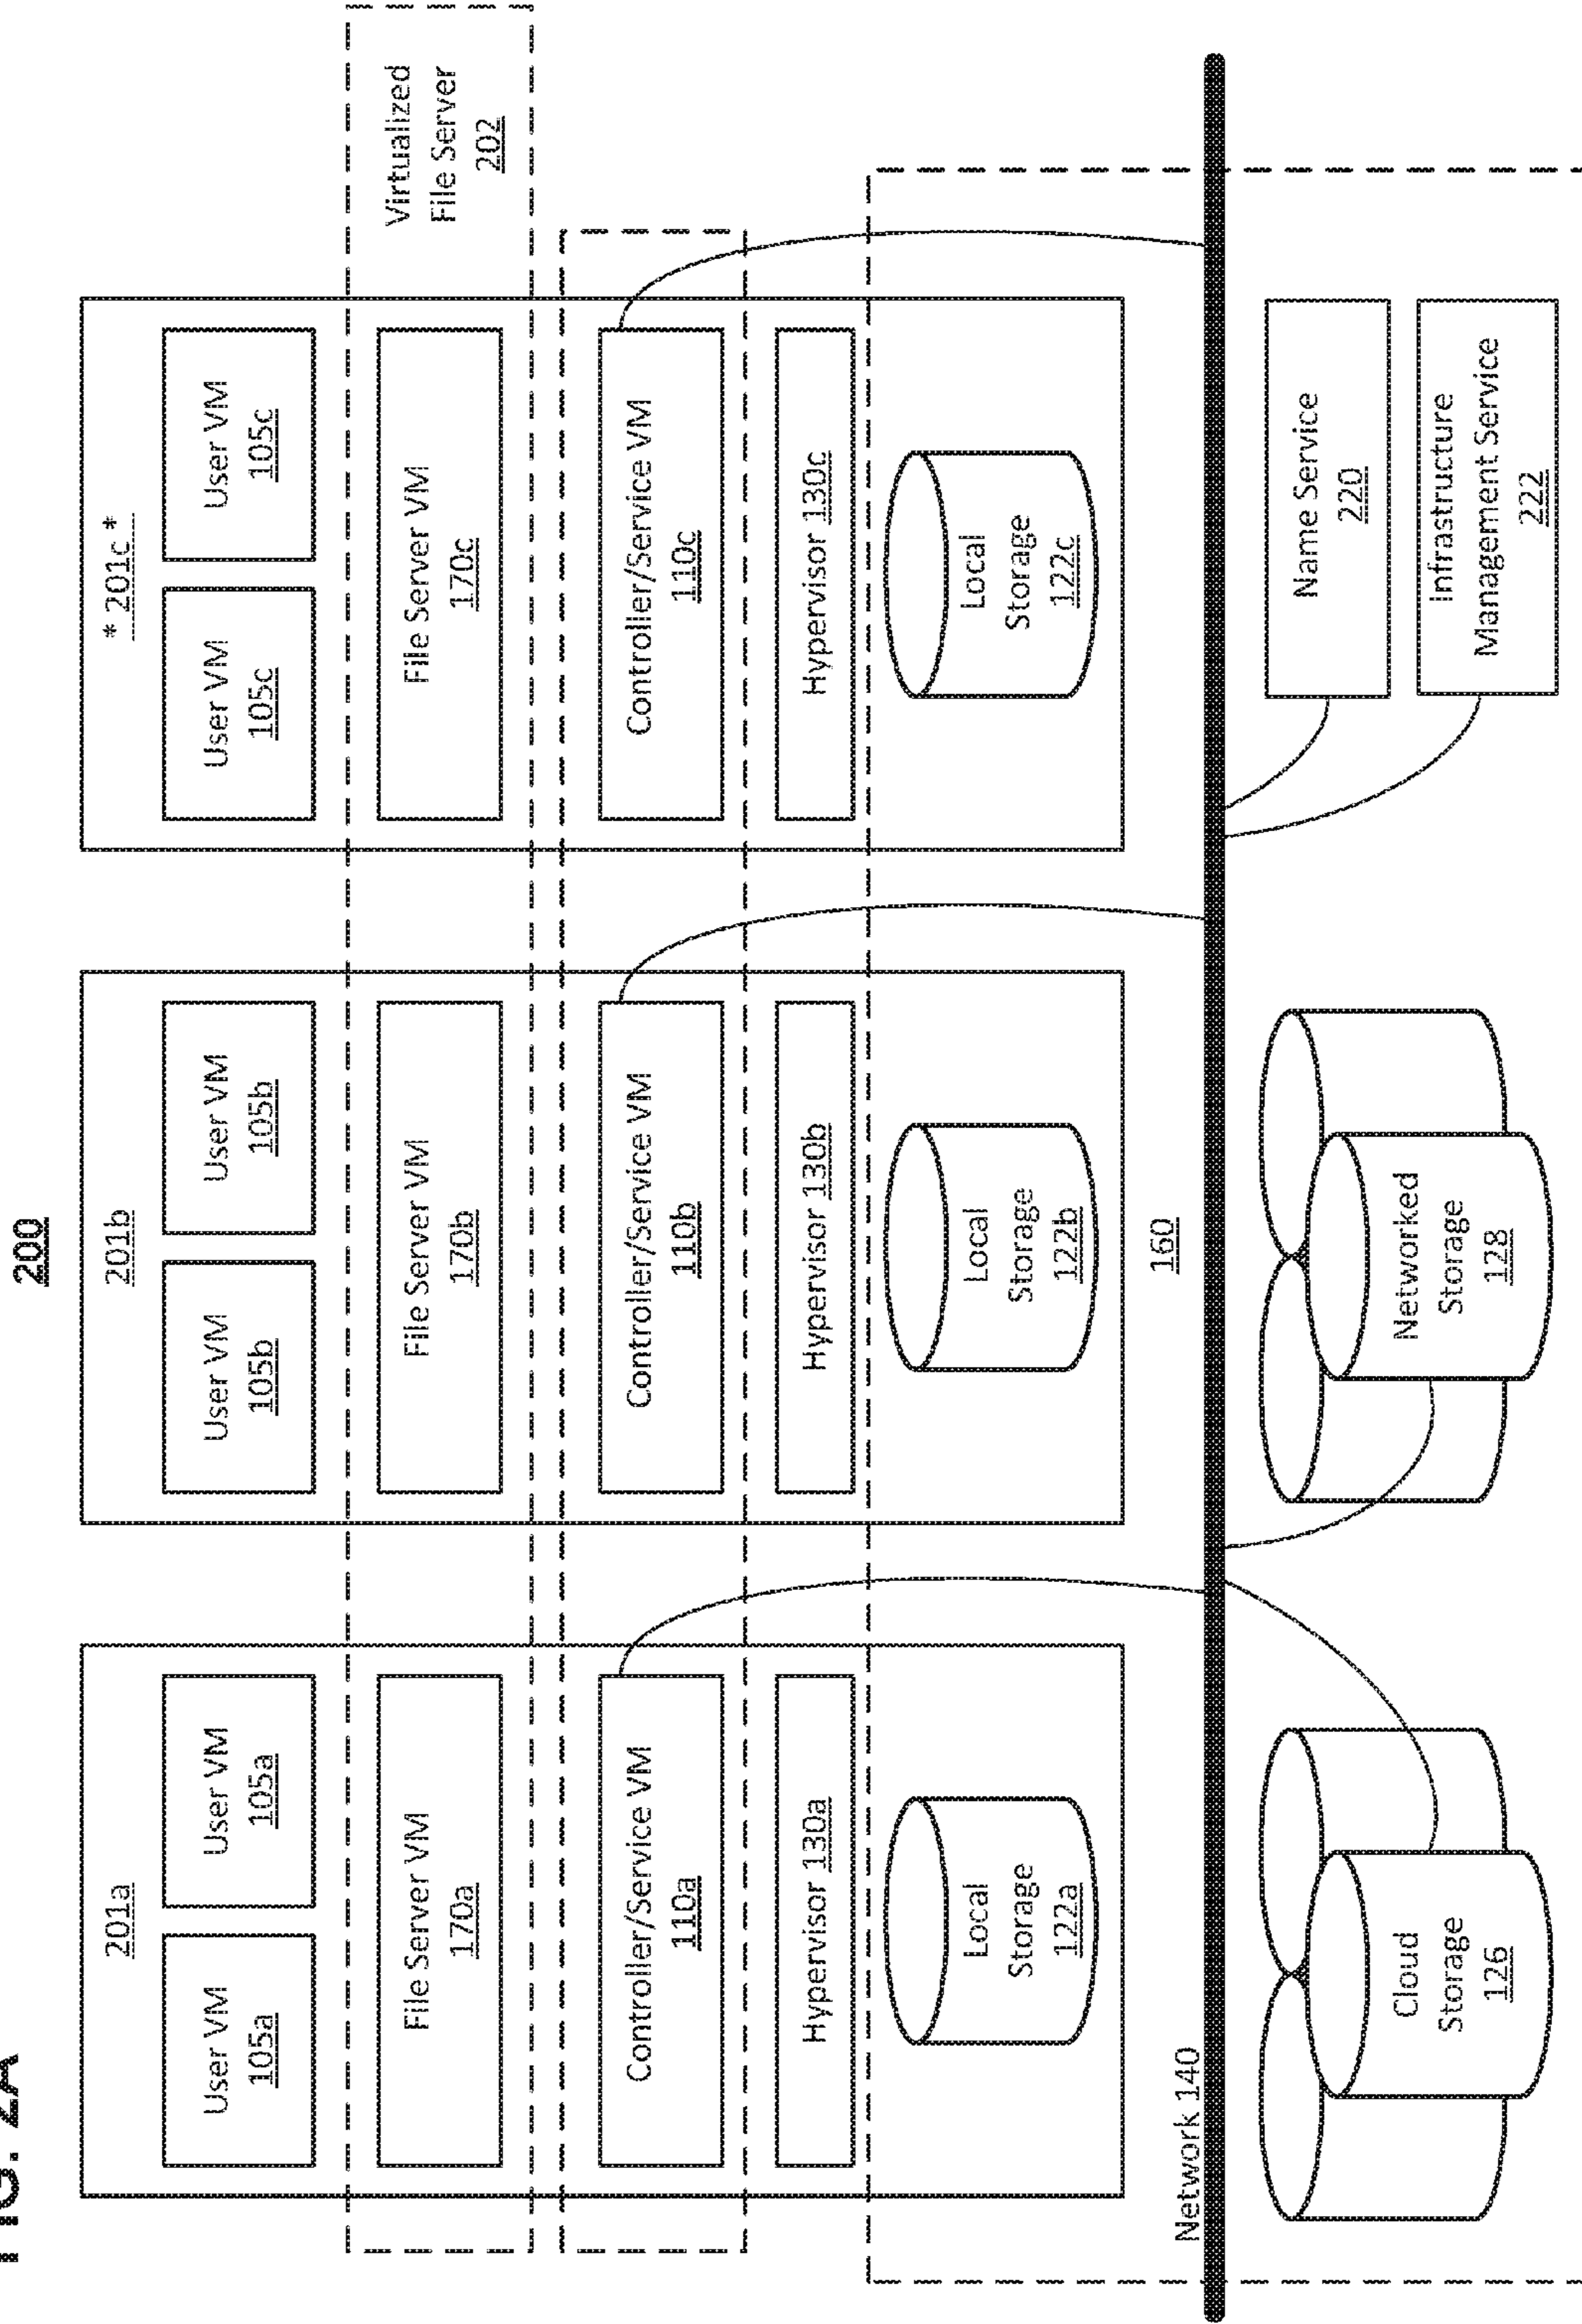 FIG. 2A
200
201a
User VM
105a
User VM
105a
File Server VM
170a
Controller/Service VM
110a
Hypervisor 130a
Local
Storage
122a
201b
User VM
105b
User VM
105b
File Server VM
170b
Controller/Service VM
110b
Hypervisor 130b
Local
Storage
122b
* 201c *
User VM
105c
User VM
105c
File Server VM
170c
Controller/Service VM
110c
Hypervisor 130c
Local
Storage
122c
Virtualized
File Server
202
160
Network 140
Cloud
Storage
126
Networked
Storage
128
Name Service
220
Infrastructure
Management Service
222